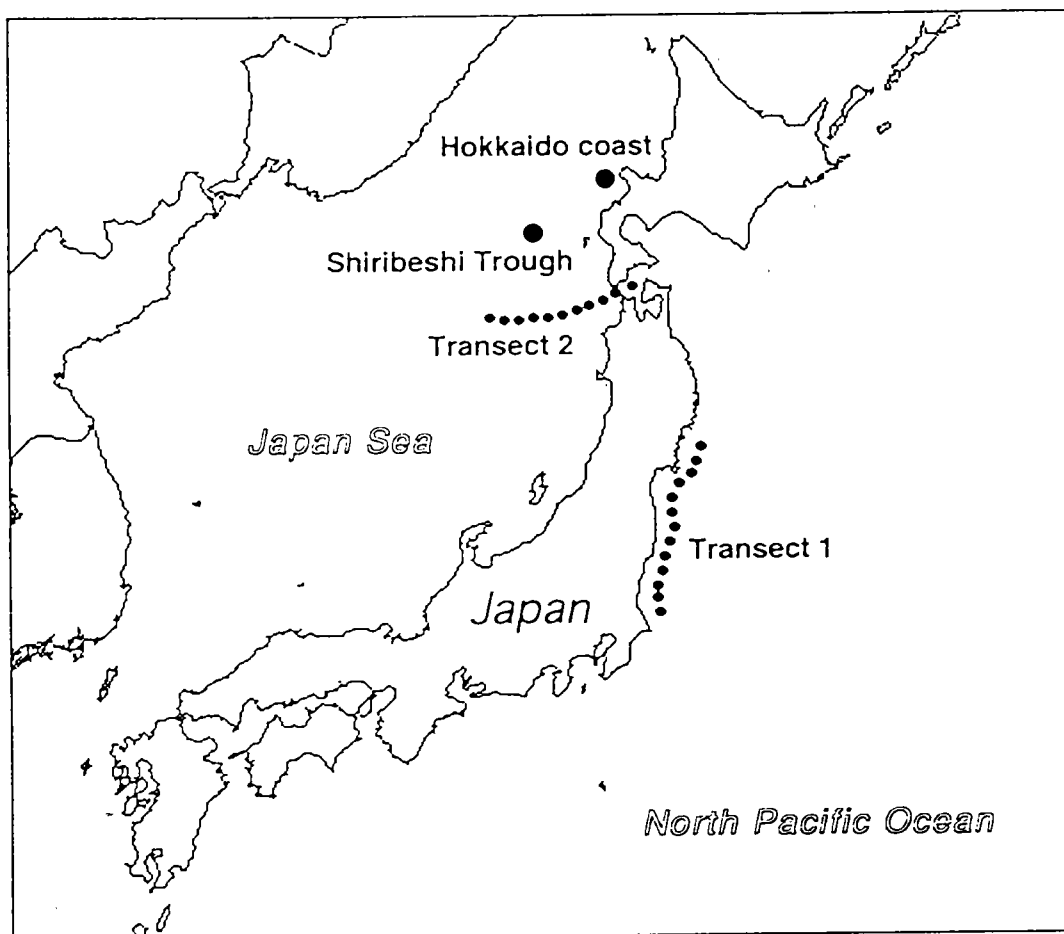 Hokkaido coast
Shiribeshi Trough
Transect 2
Japan Sea
Transect 1
Japan
North Pacific Ocean